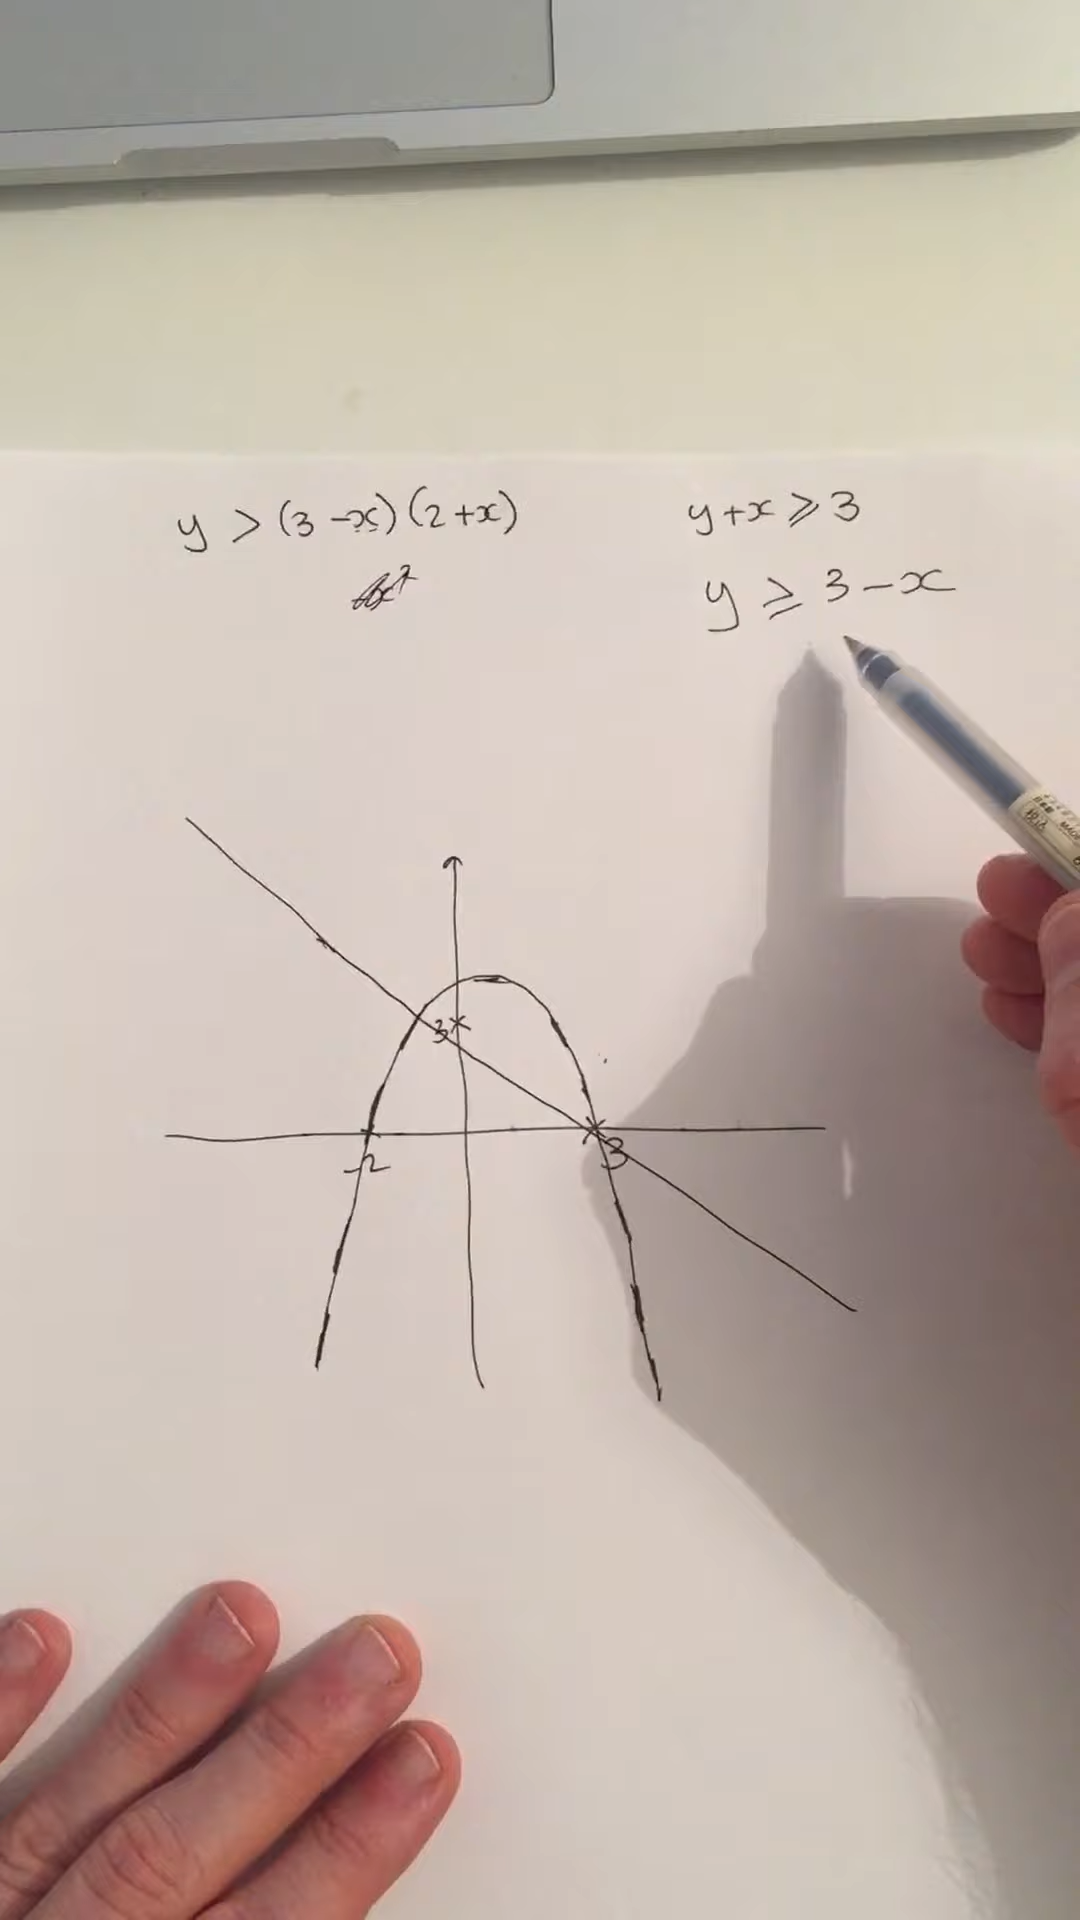 y > (3 - x)(2 + x)
y + x ⩾ 3
y ≥ 3 - x
3
-2
3